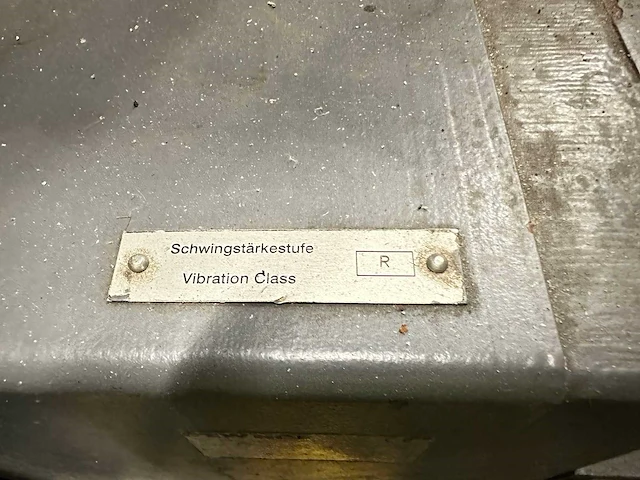 Schwingstärkestufe
R
Vibration Class